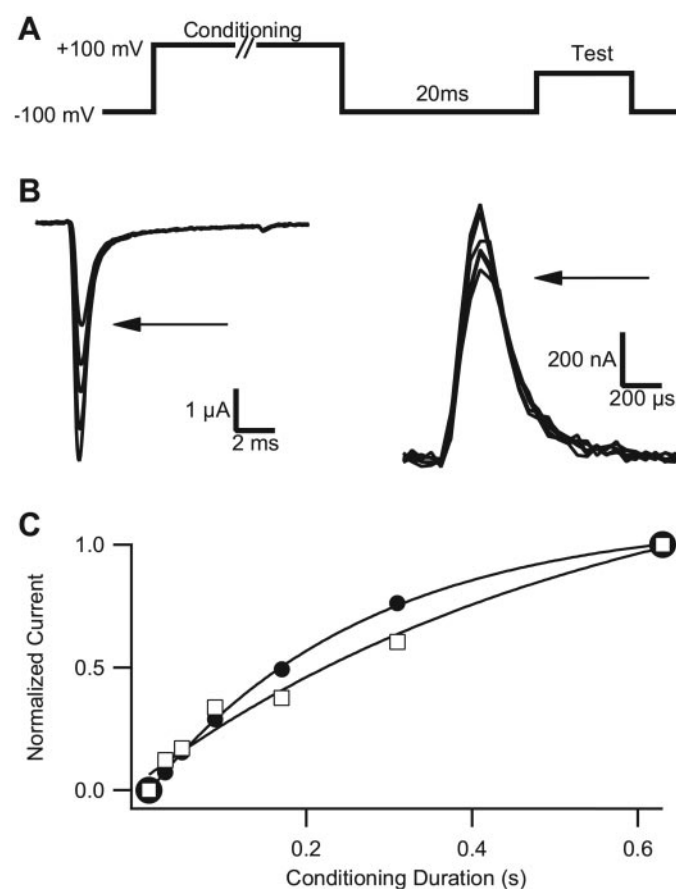 A
Conditioning
+100 mV
Test
20ms
-100 mV
B
1 µA
2 ms
200 nA
200 µs
C
1.0
0.5
0.0
Normalized Current
0.2
0.4
0.6
Conditioning Duration (s)